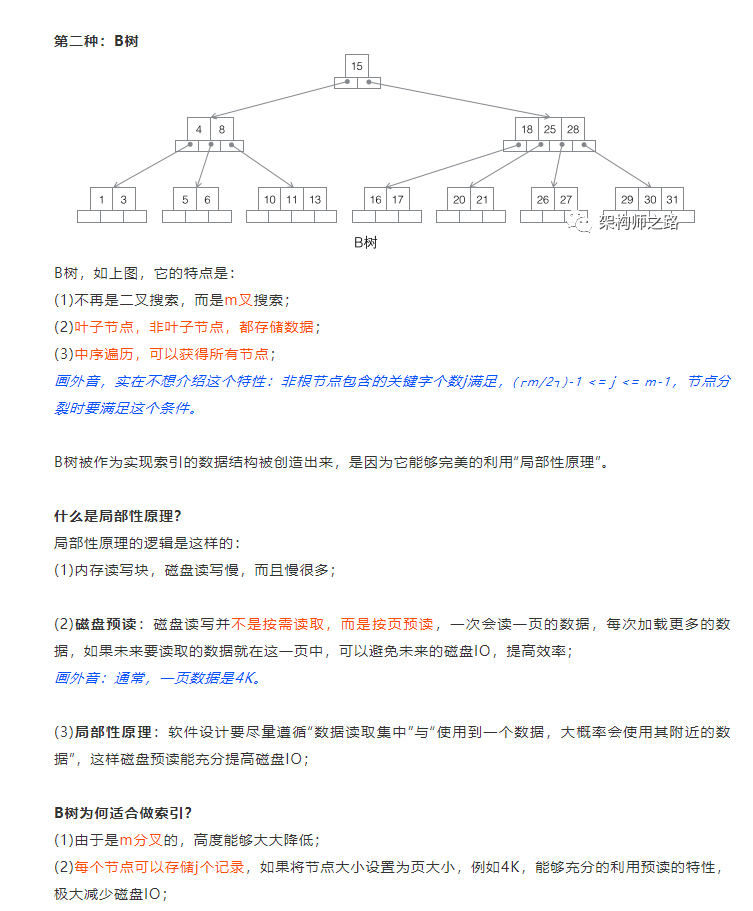 第二种：B树
15
4 8
18 25 28
1 3
5 6
10 11 13
16 17
20 21
26 27
29 30 31
架构师之路
B树
B树，如上图，它的特点是：
(1)不再是二叉搜索，而是m叉搜索；
(2)叶子节点，非叶子节点，都存储数据；
(3)中序遍历，可以获得所有节点；
画外音，实在不想介绍这个特性：非根节点包含的关键字个数j满足，(┌m/2┐)-1 <= j <= m-1，节点分
裂时要满足这个条件。
B树被作为实现索引的数据结构被创造出来，是因为它能够完美的利用“局部性原理”。
什么是局部性原理？
局部性原理的逻辑是这样的：
(1)内存读写块，磁盘读写慢，而且慢很多；
(2)磁盘预读：磁盘读写并不是按需读取，而是按页预读，一次会读一页的数据，每次加载更多的数
据，如果未来要读取的数据就在这一页中，可以避免未来的磁盘IO，提高效率；
画外音：通常，一页数据是4K。
(3)局部性原理：软件设计要尽量遵循“数据读取集中”与“使用到一个数据，大概率会使用其附近的数
据”，这样磁盘预读能充分提高磁盘IO；
B树为何适合做索引？
(1)由于是m分叉的，高度能够大大降低；
(2)每个节点可以存储j个记录，如果将节点大小设置为页大小，例如4K，能够充分的利用预读的特性，
极大减少磁盘IO；